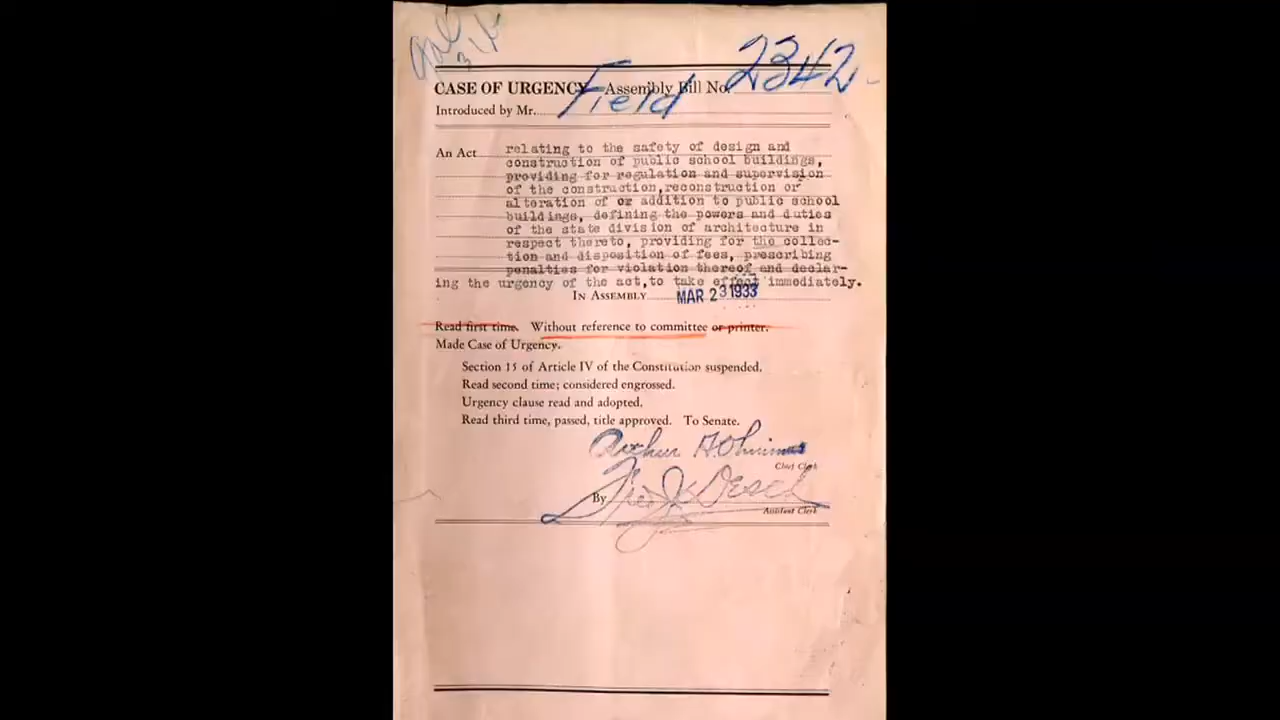 CASE OF URGENCY Assembly Bill No. 2342
Introduced by Mr. Field
An Act relating to the safety of design and
construction of public school buildings,
providing for regulation and supervision
of the construction,reconstruction or
alteration of or addition to public school
buildings, defining the powers and duties
of the state division of architecture in
respect thereto, providing for the collec-
tion and disposition of fees, prescribing
penalties for violation thereof and declar-
ing the urgency of the act,to take effect immediately.
IN ASSEMBLY MAR 23 1933
Read first time. Without reference to committee or printer.
Made Case of Urgency.
Section 15 of Article IV of the Constitution suspended.
Read second time; considered engrossed.
Urgency clause read and adopted.
Read third time, passed, title approved. To Senate.
Arthur A.
Chief Clerk
By
Assistant Clerk